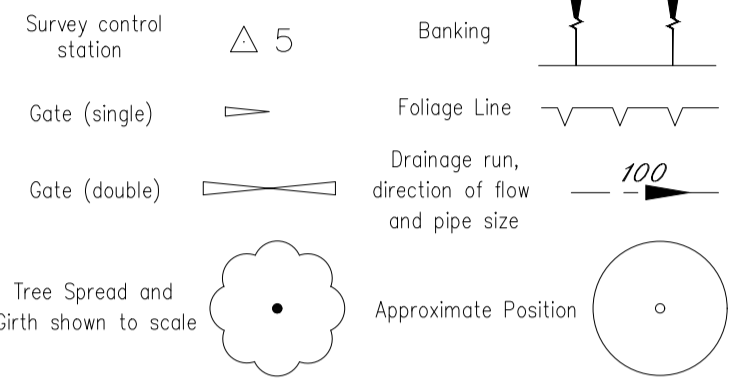 Survey control
station
5
Banking
Gate (single)
Foliage Line
Gate (double)
Drainage run,
direction of flow
and pipe size
100
Tree Spread and
Girth shown to scale
Approximate Position